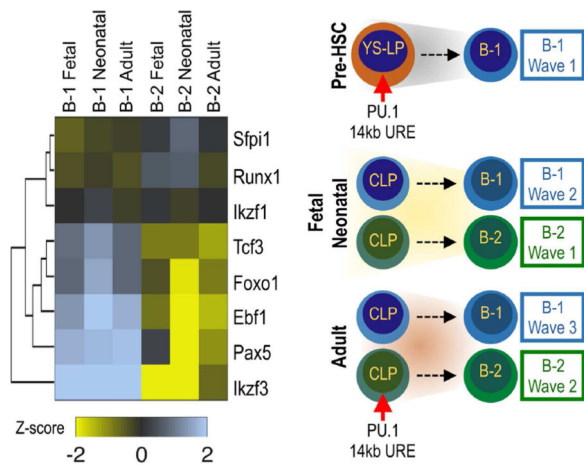 B-1 Fetal
B-1 Neonatal
B-1 Adult
B-2 Fetal
B-2 Neonatal
B-2 Adult
Sfpi1
Runx1
Ikzf1
Tcf3
Foxo1
Ebf1
Pax5
Ikzf3
Z-score
-2 0 2
Pre-HSC
YS-LP
B-1
B-1
Wave 1
PU.1
14kb URE
Fetal
Neonatal
CLP
B-1
B-1
Wave 2
CLP
B-2
B-2
Wave 1
Adult
CLP
B-1
B-1
Wave 3
CLP
B-2
B-2
Wave 2
PU.1
14kb URE